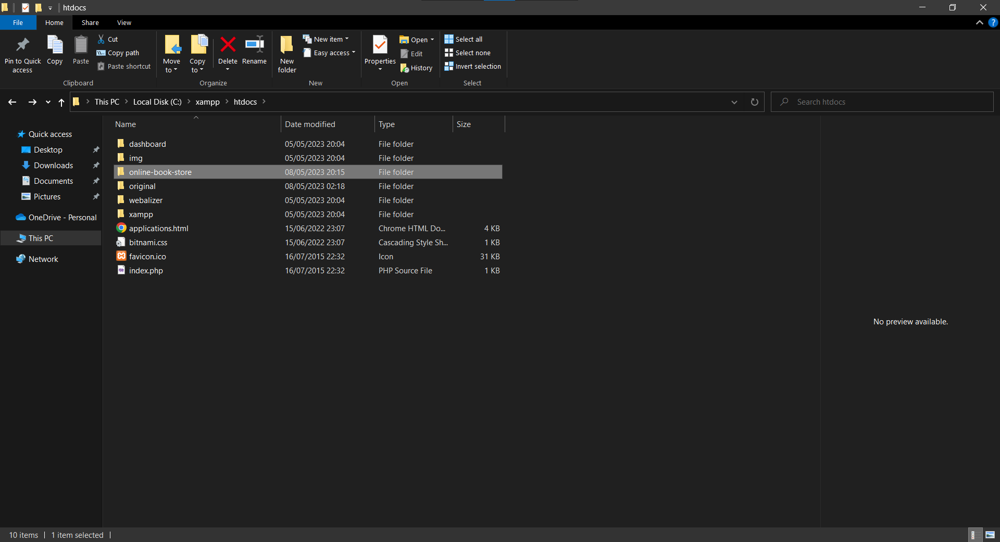 htdocs
File
Home
Share
View
?
Pin to Quick access
Copy
Paste
Cut
Copy path
Paste shortcut
Clipboard
Move to
Copy to
Delete
Rename
Organize
New folder
New item
Easy access
New
Properties
Open
Edit
History
Open
Select all
Select none
Invert selection
Select
This PC > Local Disk (C:) > xampp > htdocs >
Search htdocs
Quick access
Desktop
Downloads
Documents
Pictures
OneDrive - Personal
This PC
Network
Name Date modified Type Size
dashboard 05/05/2023 20:04 File folder
img 05/05/2023 20:04 File folder
online-book-store 08/05/2023 20:15 File folder
original 08/05/2023 02:18 File folder
webalizer 05/05/2023 20:04 File folder
xampp 05/05/2023 20:04 File folder
applications.html 15/06/2022 23:07 Chrome HTML Do... 4 KB
bitnami.css 15/06/2022 23:07 Cascading Style Sh... 1 KB
favicon.ico 16/07/2015 22:32 Icon 31 KB
index.php 16/07/2015 22:32 PHP Source File 1 KB
No preview available.
10 items 1 item selected